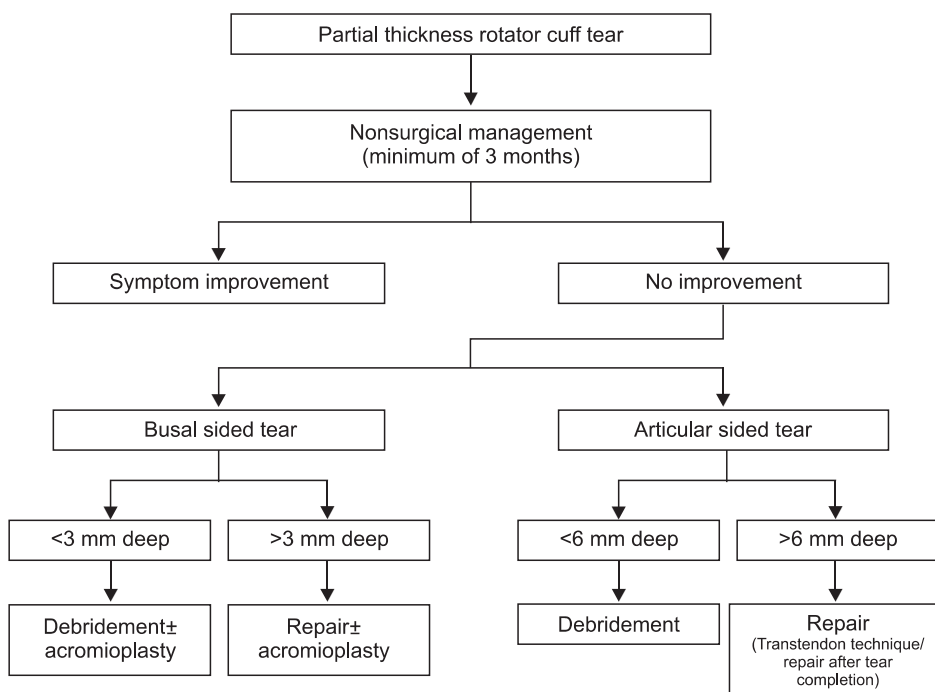 Partial thickness rotator cuff tear
Nonsurgical management
(minimum of 3 months)
Symptom improvement
No improvement
Busal sided tear
Articular sided tear
<3 mm deep
>3 mm deep
<6 mm deep
>6 mm deep
Debridement±
acromioplasty
Repair±
acromioplasty
Debridement
Repair
(Transtendon technique/
repair after tear
completion)